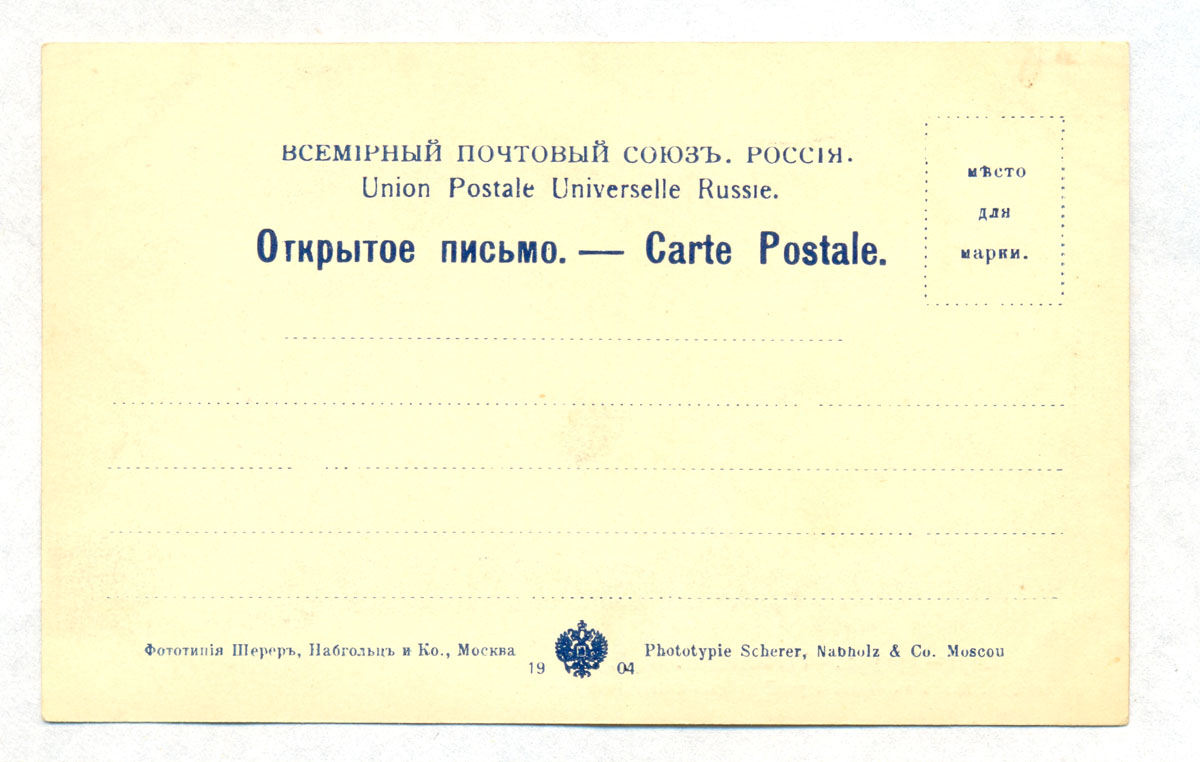 ВСЕМІРНЫЙ ПОЧТОВЫЙ СОЮЗЪ. РОССІЯ.
Union Postale Universelle Russie.
Открытое письмо. — Carte Postale.
мѣсто
для
марки.
Фототипія Шереръ, Набгольцъ и Ко., Москва
Phototypie Scherer, Nabholz & Co. Moscou
19 04